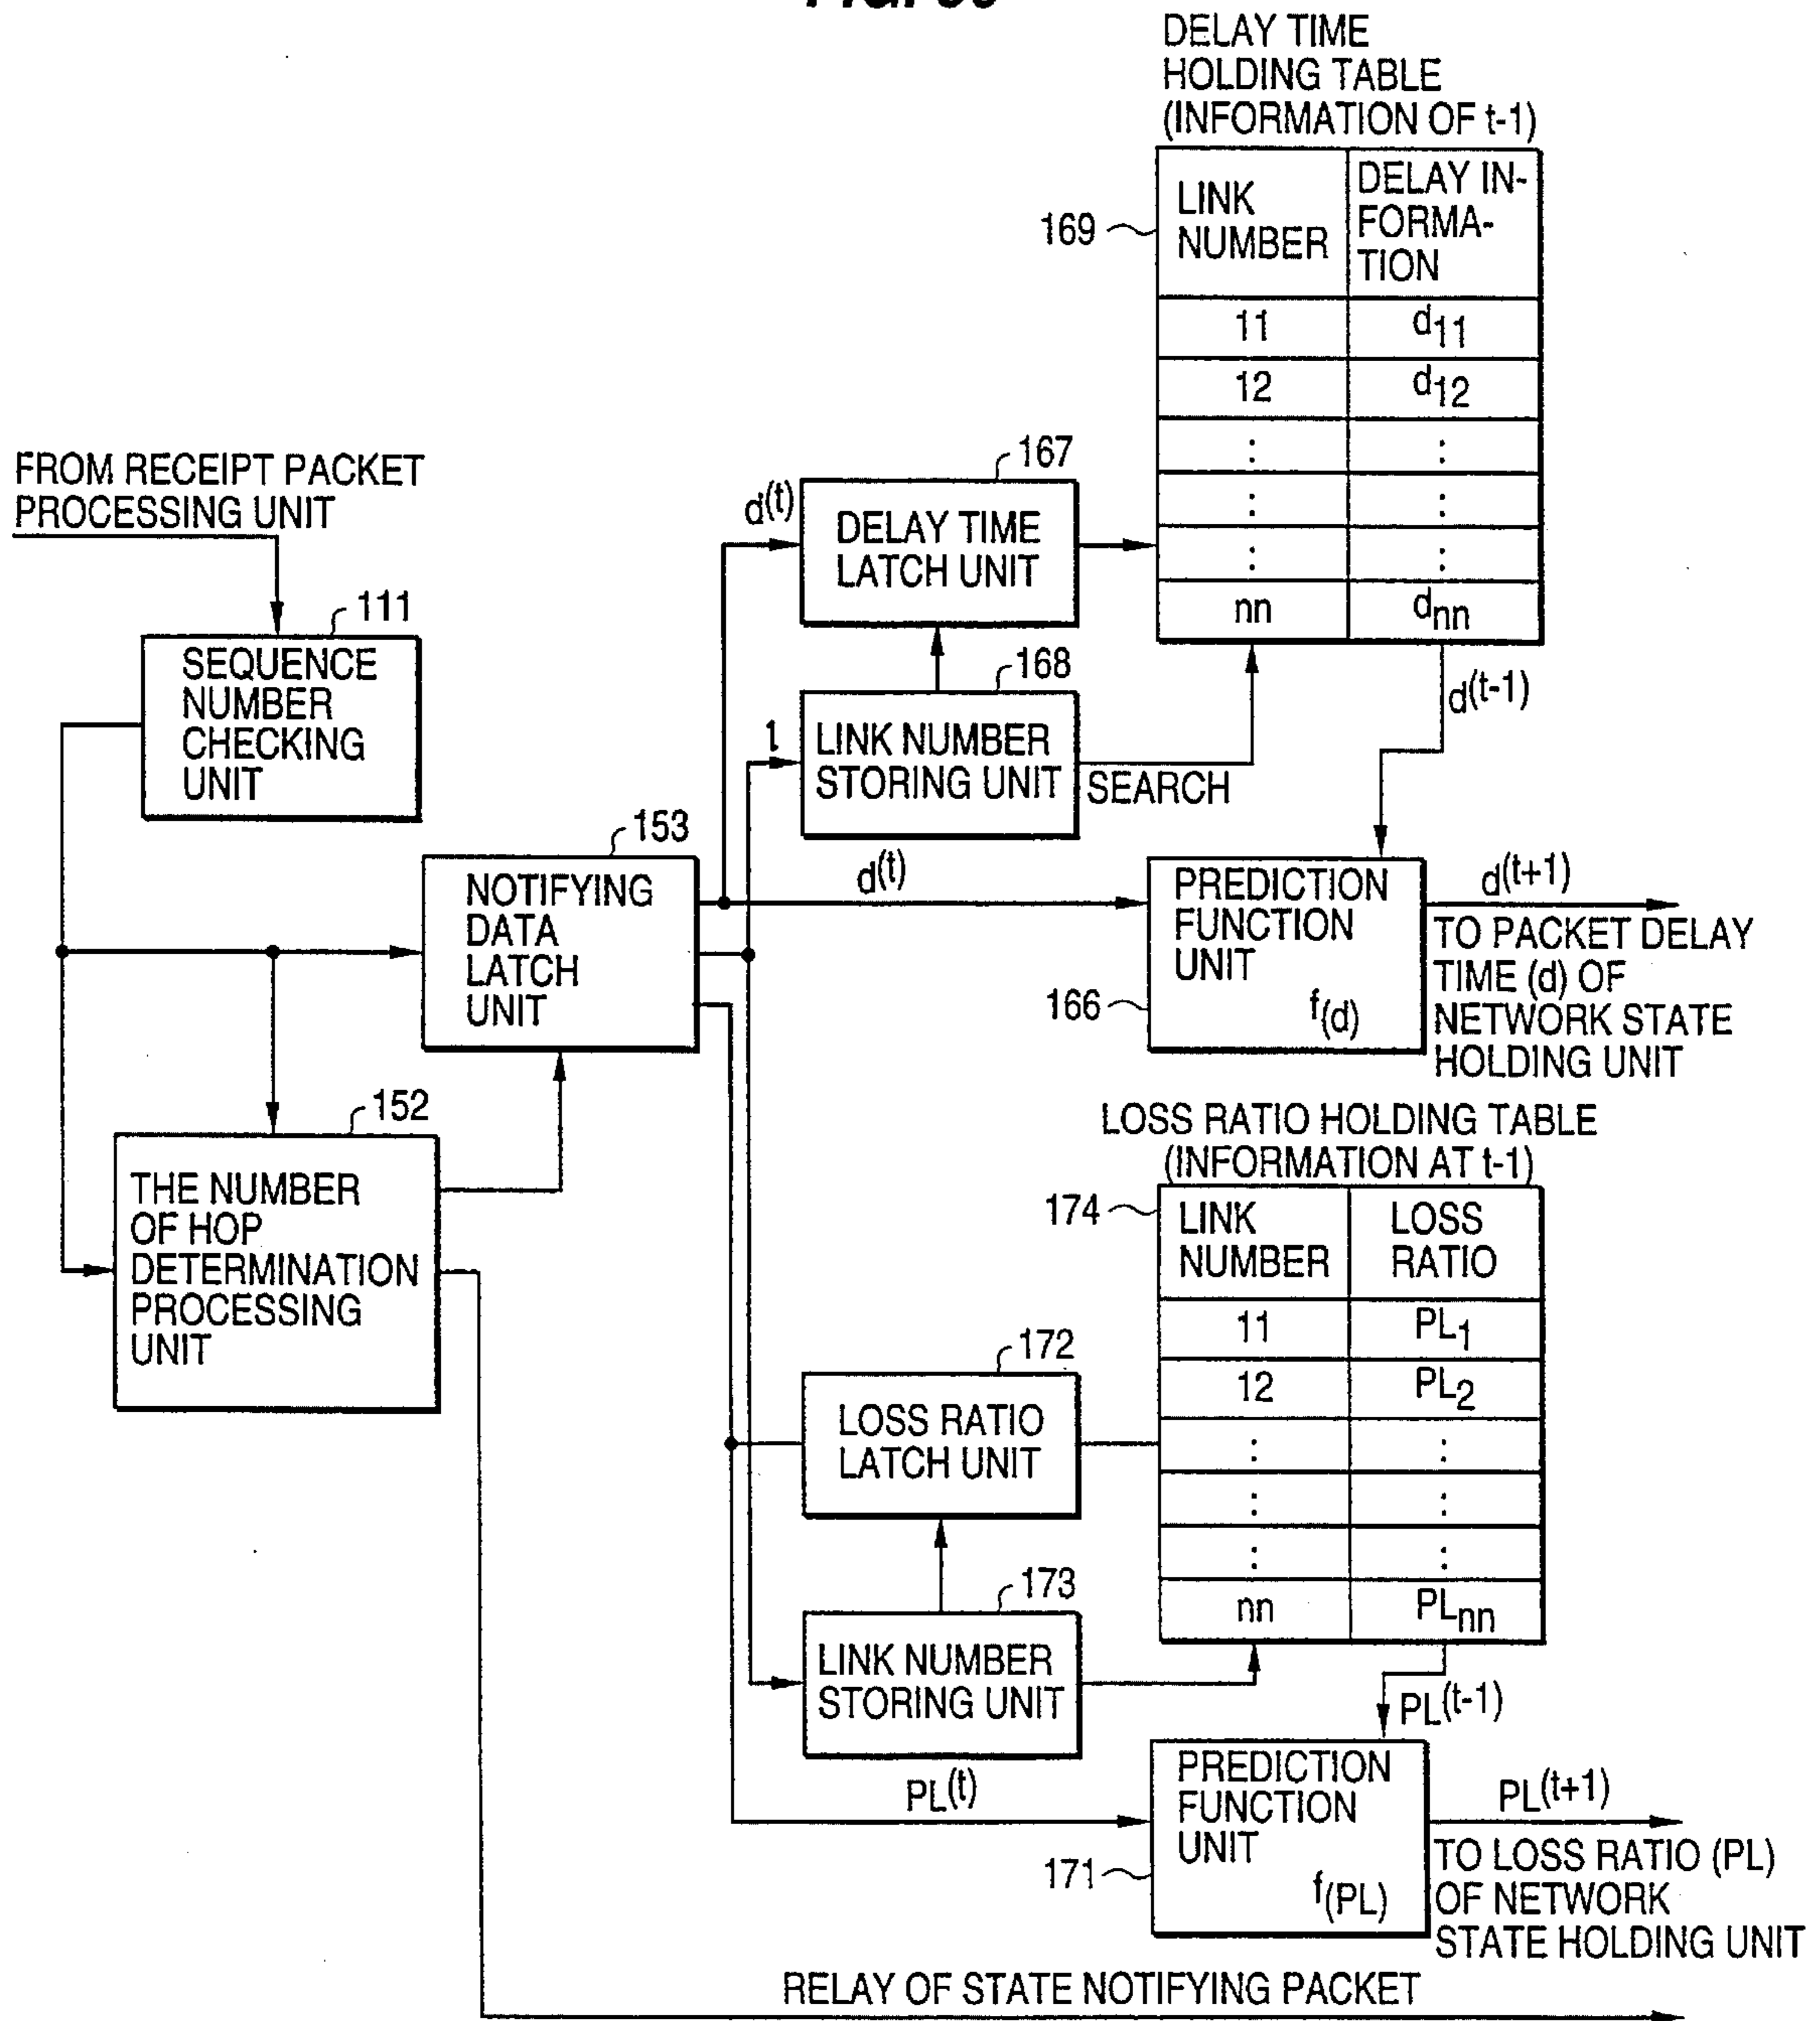 DELAY TIME
HOLDING TABLE
(INFORMATION OF t-1)
169
LINK
NUMBER
DELAY IN-
FORMA-
TION
11
d11
12
d12
:
:
:
:
:
:
nn
dnn
FROM RECEIPT PACKET
PROCESSING UNIT
111
SEQUENCE
NUMBER
CHECKING
UNIT
167
d(t)
DELAY TIME
LATCH UNIT
168
l
LINK NUMBER
STORING UNIT
SEARCH
d(t-1)
153
NOTIFYING
DATA
LATCH
UNIT
d(t)
PREDICTION
FUNCTION
UNIT
f(d)
166
d(t+1)
TO PACKET DELAY
TIME (d) OF
NETWORK STATE
HOLDING UNIT
152
THE NUMBER
OF HOP
DETERMINATION
PROCESSING
UNIT
LOSS RATIO HOLDING TABLE
(INFORMATION AT t-1)
174
LINK
NUMBER
LOSS
RATIO
11
PL1
12
PL2
:
:
:
:
:
:
nn
PLnn
172
LOSS RATIO
LATCH UNIT
173
LINK NUMBER
STORING UNIT
PL(t-1)
PL(t)
PREDICTION
FUNCTION
UNIT
f(PL)
171
PL(t+1)
TO LOSS RATIO (PL)
OF NETWORK
STATE HOLDING UNIT
RELAY OF STATE NOTIFYING PACKET